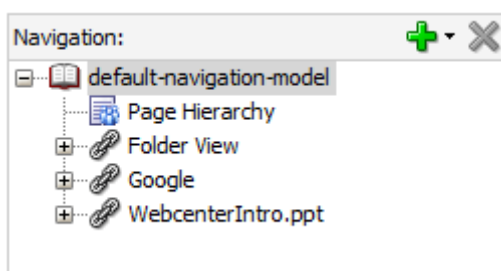 Navigation:
default-navigation-model
Page Hierarchy
Folder View
Google
WebcenterIntro.ppt